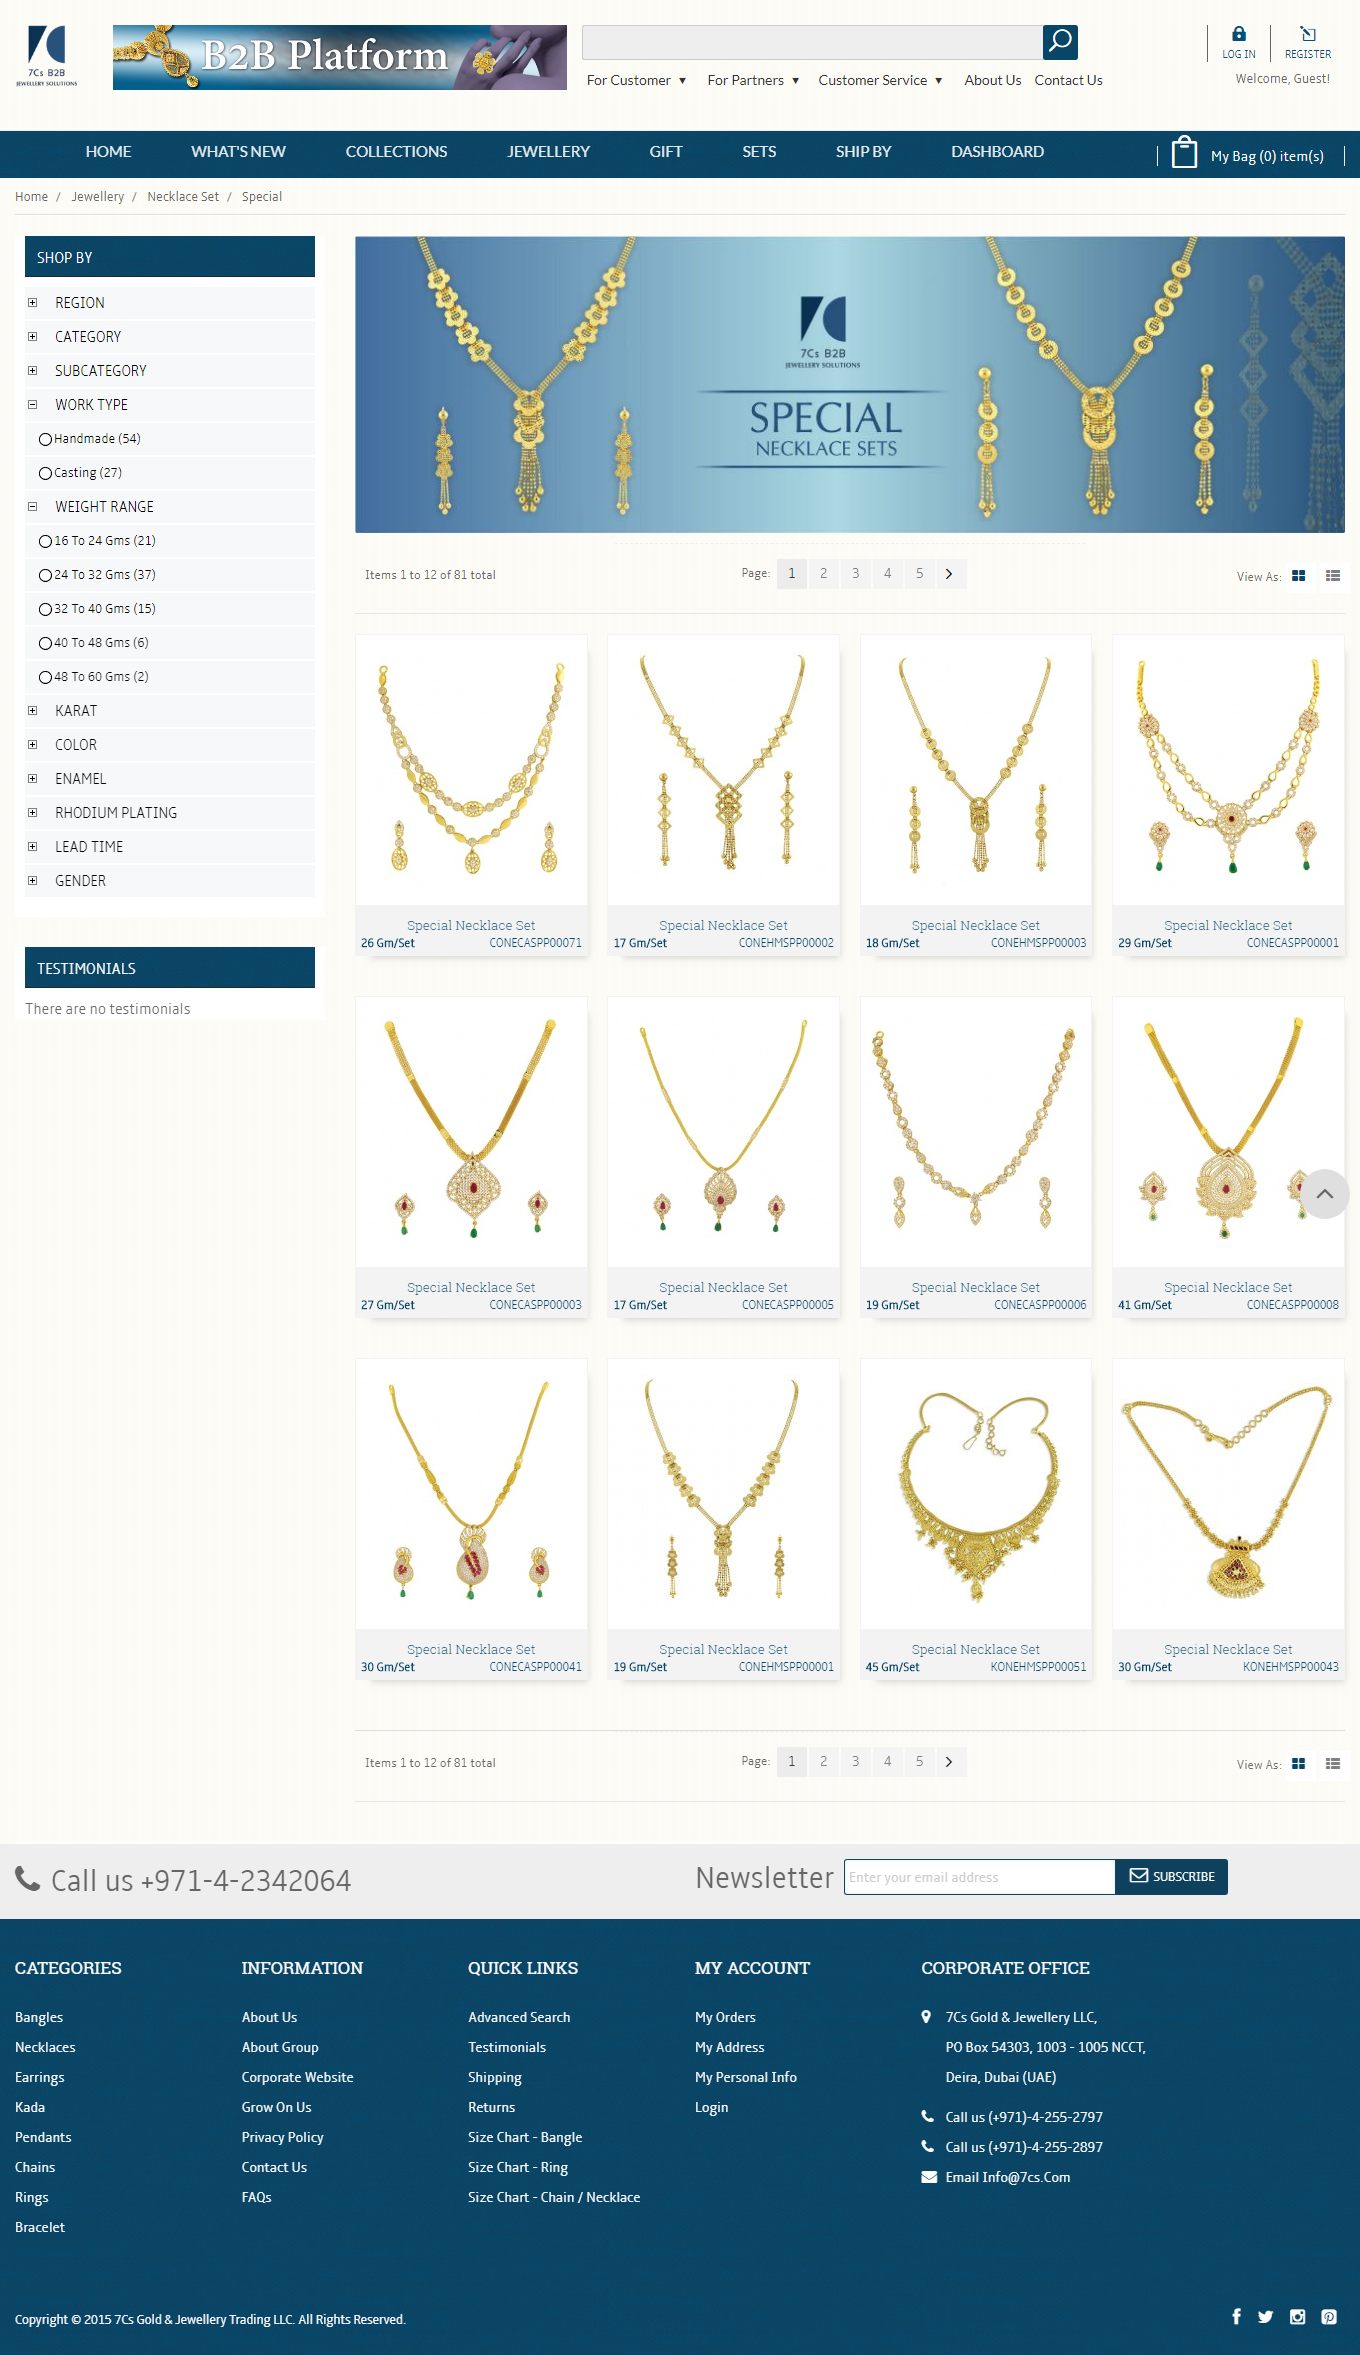 7Cs B2B
JEWELLERY SOLUTIONS
B2B Platform
For Customer ▼ For Partners ▼ Customer Service ▼ About Us Contact Us
LOG IN
REGISTER
Welcome, Guest!
HOME WHAT'S NEW COLLECTIONS JEWELLERY GIFT SETS SHIP BY DASHBOARD
My Bag (0) item(s)
Home / Jewellery / Necklace Set / Special
SHOP BY
REGION
CATEGORY
SUBCATEGORY
WORK TYPE
Handmade (54)
Casting (27)
WEIGHT RANGE
16 To 24 Gms (21)
24 To 32 Gms (37)
32 To 40 Gms (15)
40 To 48 Gms (6)
48 To 60 Gms (2)
KARAT
COLOR
ENAMEL
RHODIUM PLATING
LEAD TIME
GENDER
TESTIMONIALS
There are no testimonials
7Cs B2B
JEWELLERY SOLUTIONS
SPECIAL
NECKLACE SETS
Items 1 to 12 of 81 total
Page: 1 2 3 4 5 >
View As:
Special Necklace Set
26 Gm/Set CONECASPP00071
Special Necklace Set
17 Gm/Set CONEHMSPP00002
Special Necklace Set
18 Gm/Set CONEHMSPP00003
Special Necklace Set
29 Gm/Set CONECASPP00001
Special Necklace Set
27 Gm/Set CONECASPP00003
Special Necklace Set
17 Gm/Set CONECASPP00005
Special Necklace Set
19 Gm/Set CONECASPP00006
Special Necklace Set
41 Gm/Set CONECASPP00008
Special Necklace Set
30 Gm/Set CONECASPP00041
Special Necklace Set
19 Gm/Set CONEHMSPP00001
Special Necklace Set
45 Gm/Set KONEHMSPP00051
Special Necklace Set
30 Gm/Set KONEHMSPP00043
Items 1 to 12 of 81 total
Page: 1 2 3 4 5 >
View As:
Call us +971-4-2342064
Newsletter
Enter your email address
SUBSCRIBE
CATEGORIES
Bangles
Necklaces
Earrings
Kada
Pendants
Chains
Rings
Bracelet
INFORMATION
About Us
About Group
Corporate Website
Grow On Us
Privacy Policy
Contact Us
FAQs
QUICK LINKS
Advanced Search
Testimonials
Shipping
Returns
Size Chart - Bangle
Size Chart - Ring
Size Chart - Chain / Necklace
MY ACCOUNT
My Orders
My Address
My Personal Info
Login
CORPORATE OFFICE
7Cs Gold & Jewellery LLC,
PO Box 54303, 1003 - 1005 NCCT,
Deira, Dubai (UAE)
Call us (+971)-4-255-2797
Call us (+971)-4-255-2897
Email Info@7cs.Com
Copyright © 2015 7Cs Gold & Jewellery Trading LLC. All Rights Reserved.